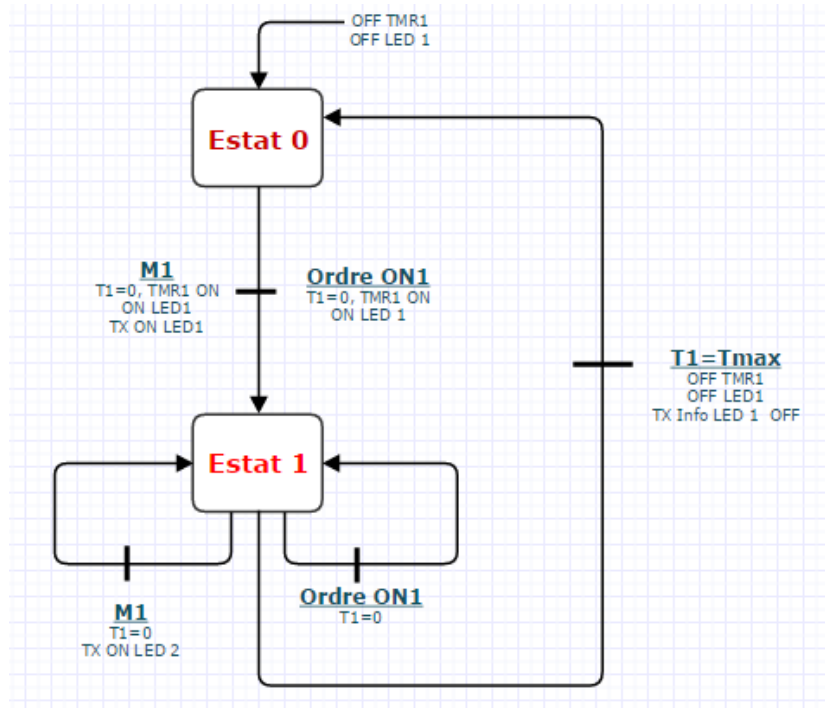 OFF TMR1
OFF LED 1
Estat 0
M1
T1=0, TMR1 ON
ON LED1
TX ON LED1
Ordre ON1
T1=0, TMR1 ON
ON LED 1
T1=Tmax
OFF TMR1
OFF LED1
TX Info LED 1 OFF
Estat 1
M1
T1=0
TX ON LED 2
Ordre ON1
T1=0